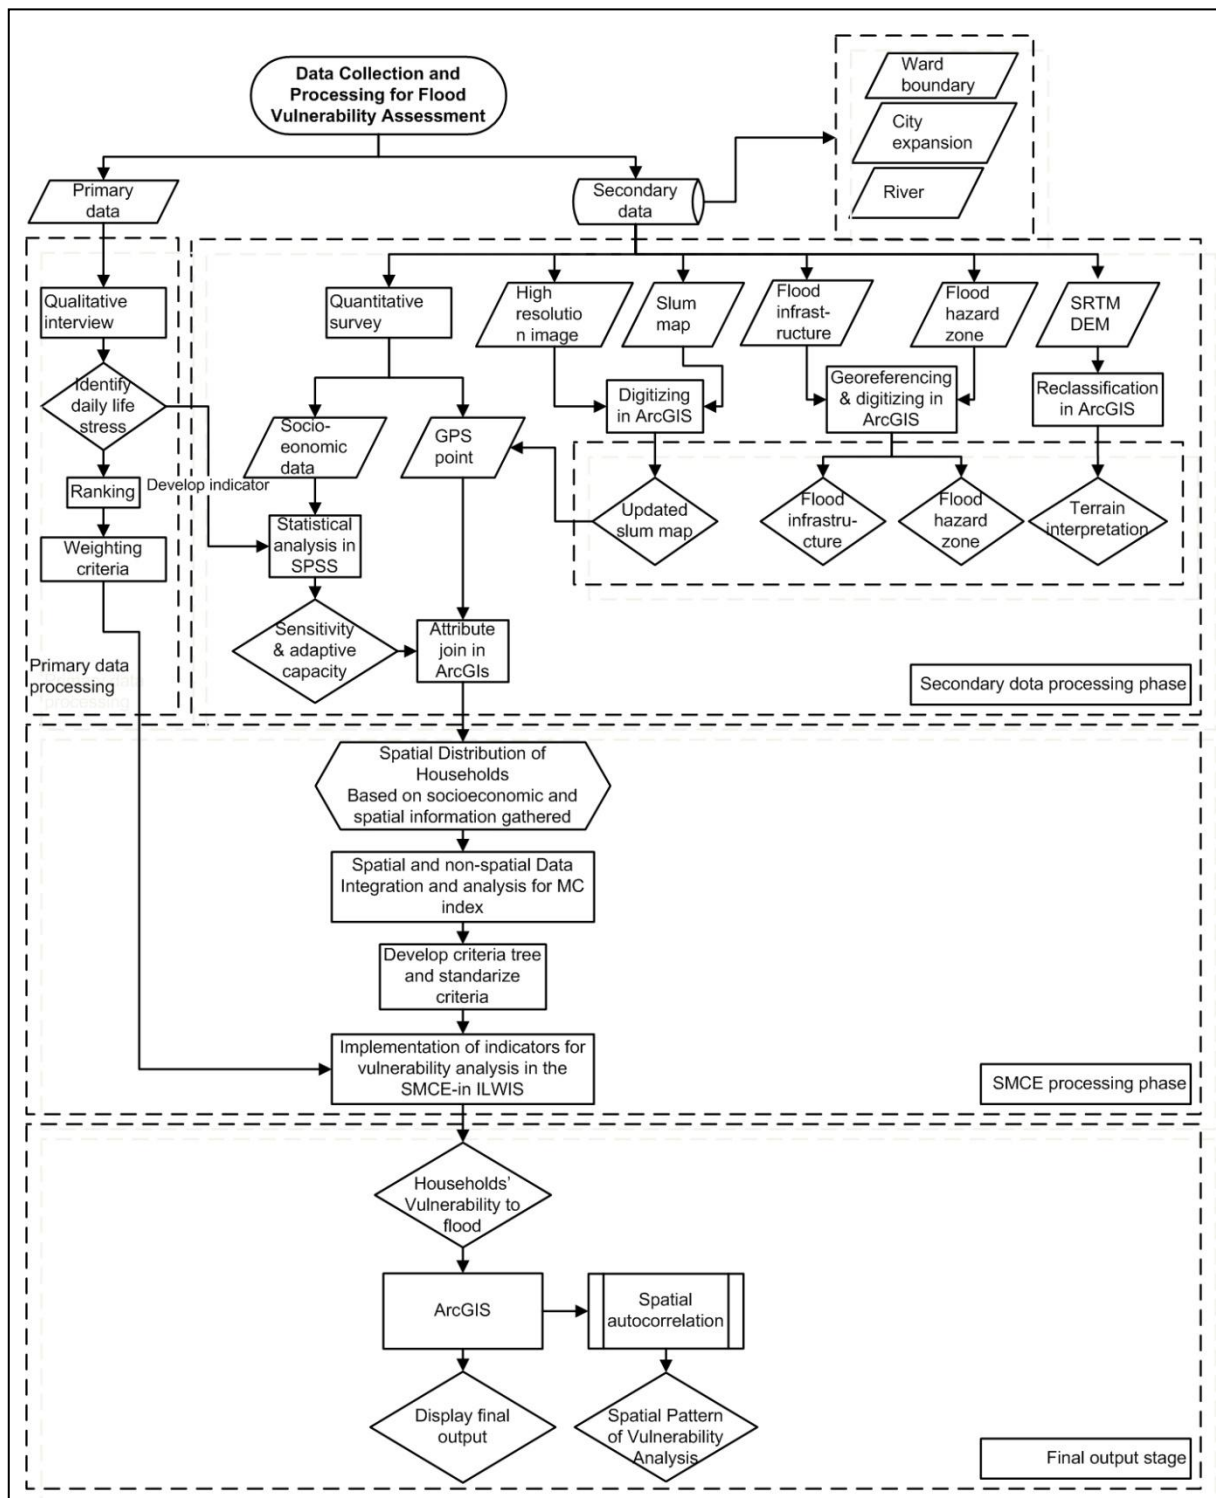 Data Collection and
Processing for Flood
Vulnerability Assessment
Ward
boundary
City
expansion
River
Primary
data
Secondary
data
Qualitative
interview
Quantitative
survey
High
resolutio
n image
Slum
map
Flood
infrastr-
ucture
Flood
hazard
zone
SRTM
DEM
Identify
daily life
stress
Socio-
eonomic
data
GPS
point
Digitizing
in ArcGIS
Georeferencing
& digitizing in
ArcGIS
Reclassification
in ArcGIS
Ranking
Develop indicator
Weighting
criteria
Statistical
analysis in
SPSS
Updated
slum map
Flood
infrastru-
cture
Flood
hazard
zone
Terrain
interpretation
Sensitivity
& adaptive
capacity
Attribute
join in
ArcGIs
Primary data
processing
Secondary dota processing phase
Spatial Distribution of
Households
Based on socioeconomic and
spatial information gathered
Spatial and non-spatial Data
Integration and analysis for MC
index
Develop criteria tree
and standarize
criteria
Implementation of indicators for
vulnerability analysis in the
SMCE-in ILWIS
SMCE processing phase
Households'
Vulnerability to
flood
ArcGIS
Spatial
autocorrelation
Display final
output
Spatial Pattern
of Vulnerability
Analysis
Final output stage